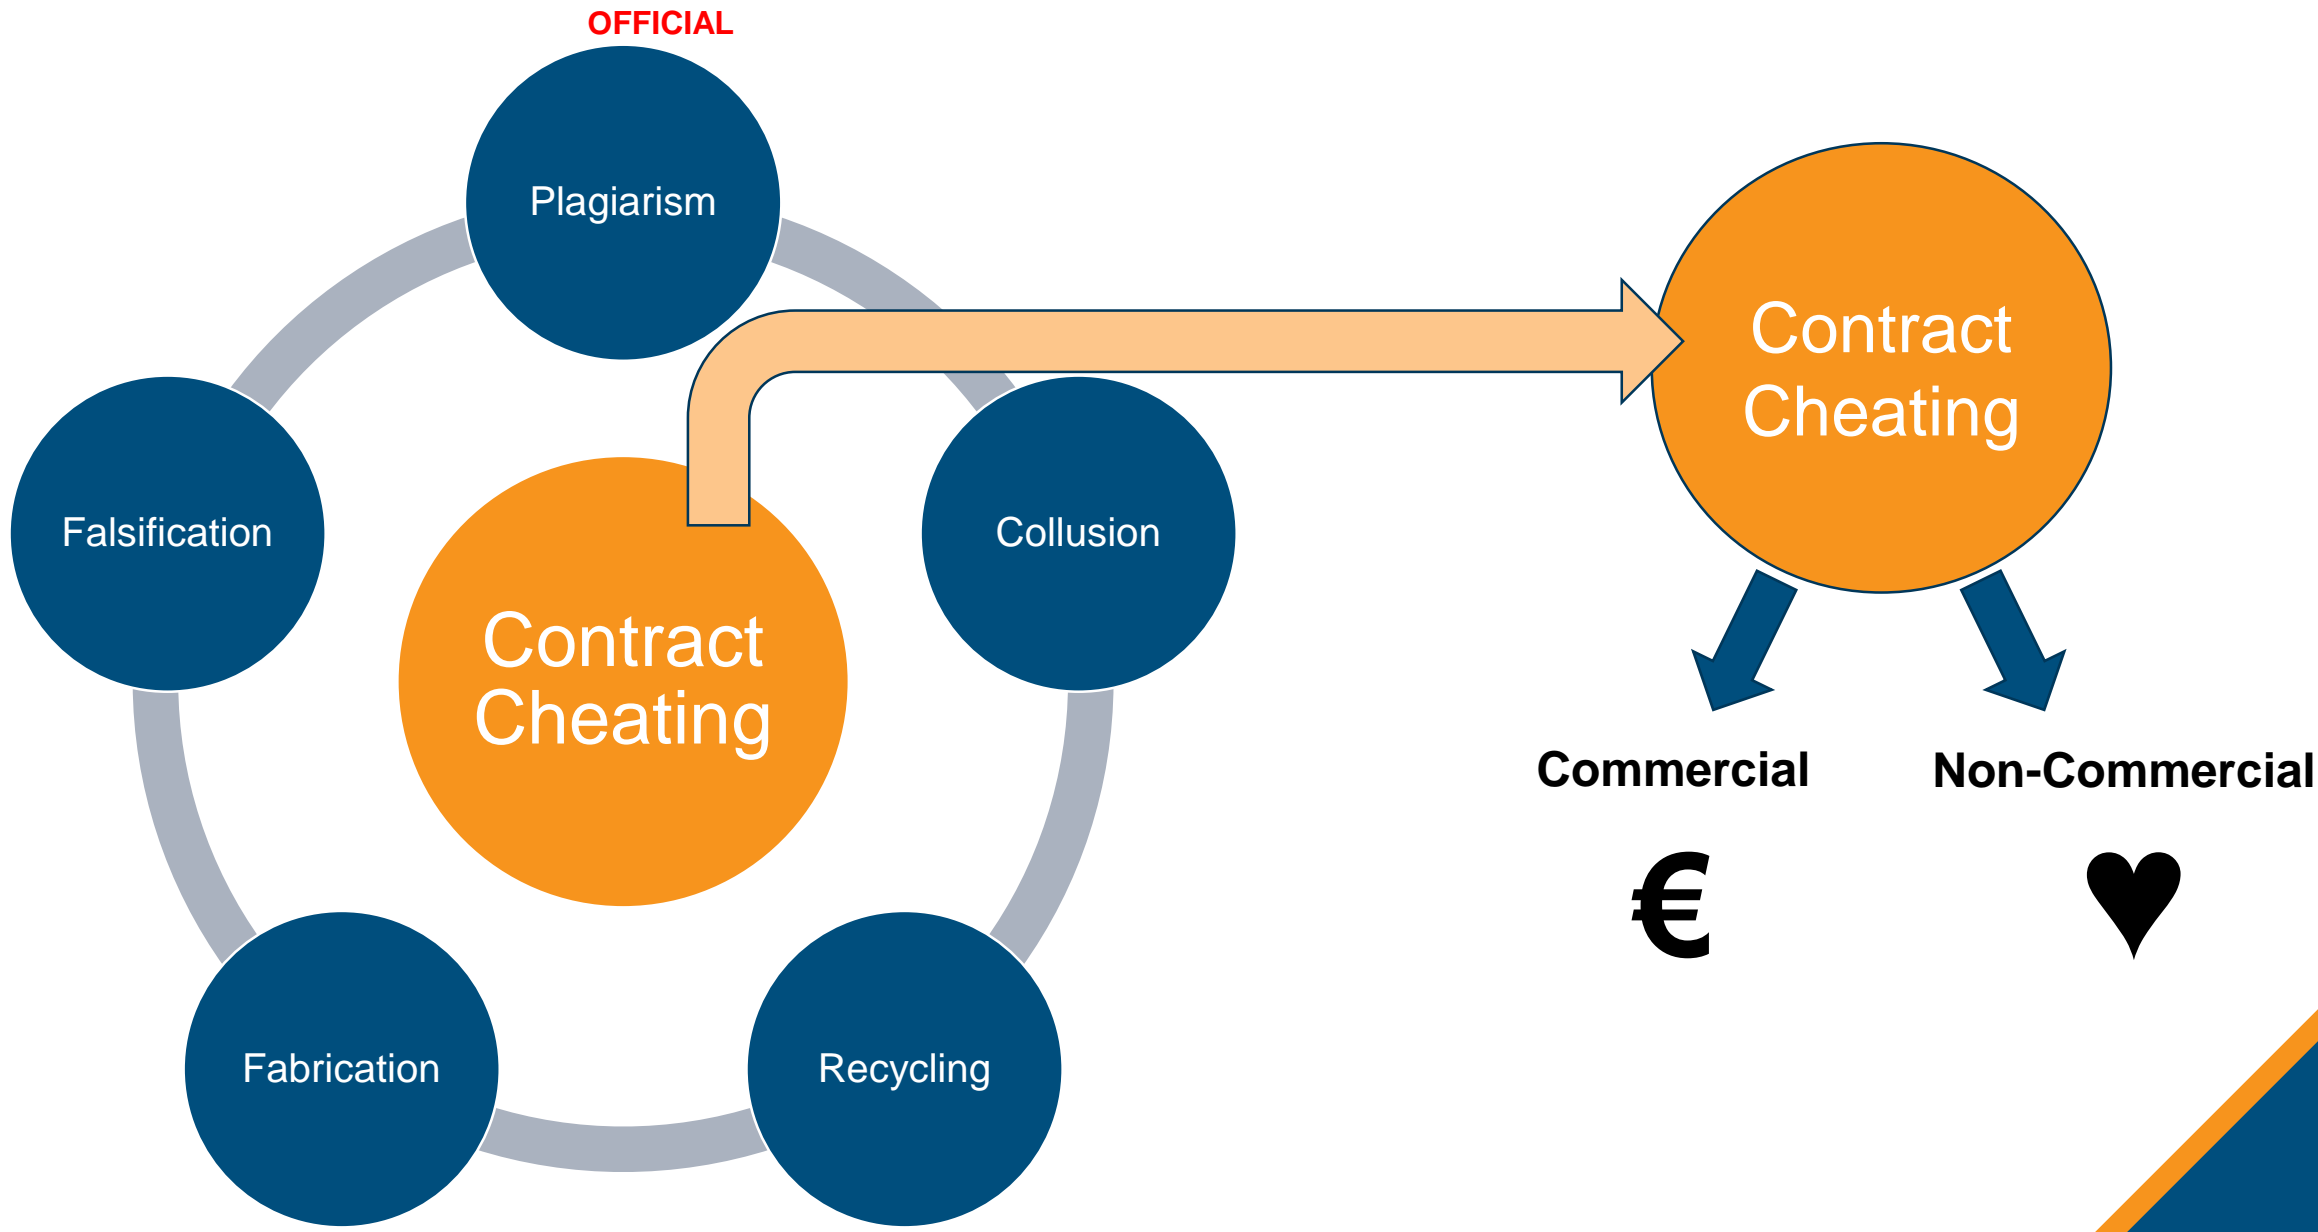 OFFICIAL
Plagiarism
Falsification
Collusion
Contract
Cheating
Fabrication
Recycling
Contract
Cheating
Commercial
Non-Commercial
€